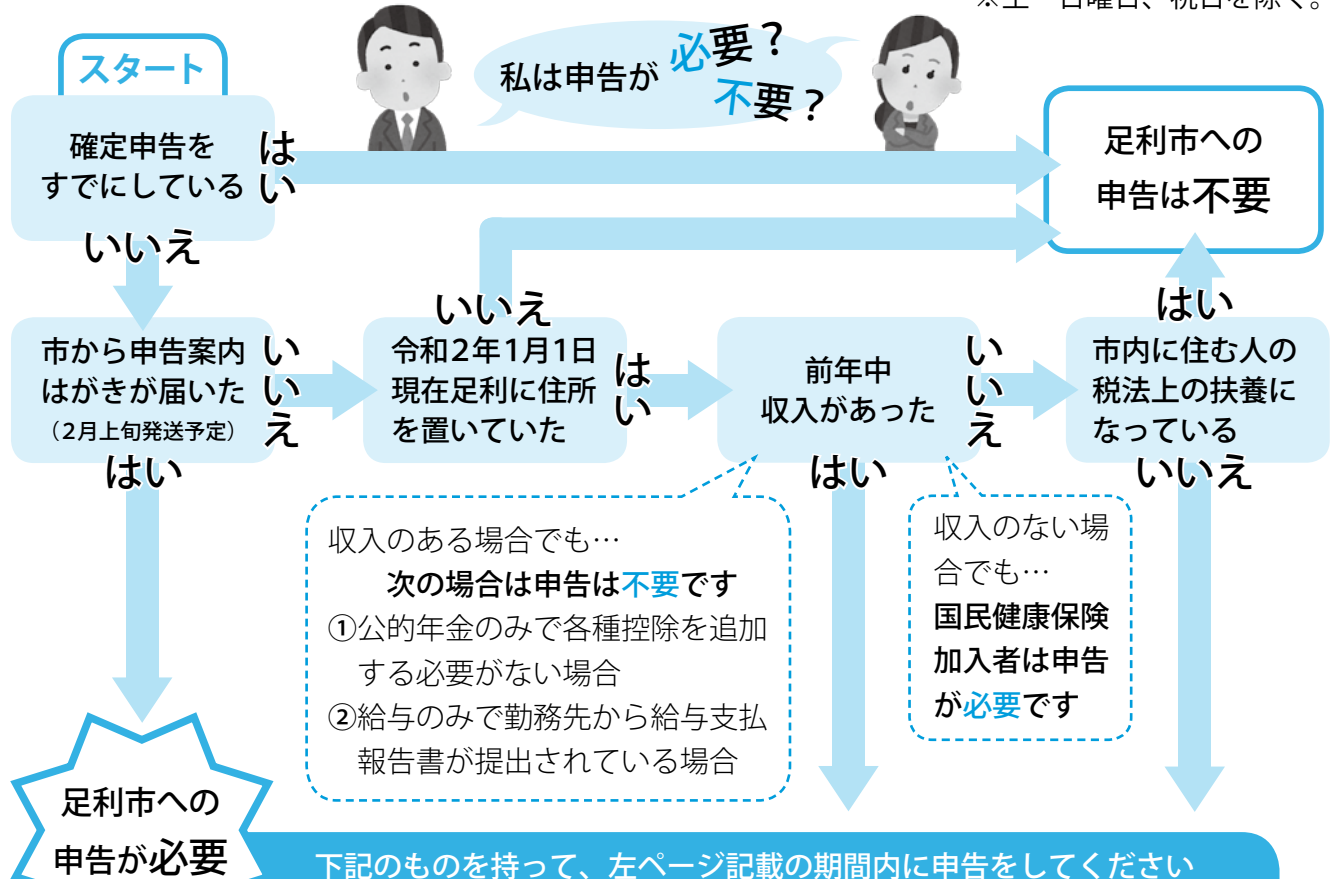 スタート
私は申告が 必要？
不要？
確定申告を
すでにしている
はい
いいえ
足利市への
申告は不要
市から申告案内
はがきが届いた
（2月上旬発送予定）
いいえ
はい
いいえ
令和2年1月1日
現在足利に住所
を置いていた
はい
前年中
収入があった
いいえ
はい
はい
市内に住む人の
税法上の扶養に
なっている
いいえ
収入のある場合でも…
次の場合は申告は不要です
①公的年金のみで各種控除を追加
する必要がない場合
②給与のみで勤務先から給与支払
報告書が提出されている場合
収入のない場
合でも…
国民健康保険
加入者は申告
が必要です
足利市への
申告が必要
下記のものを持って、左ページ記載の期間内に申告をしてください